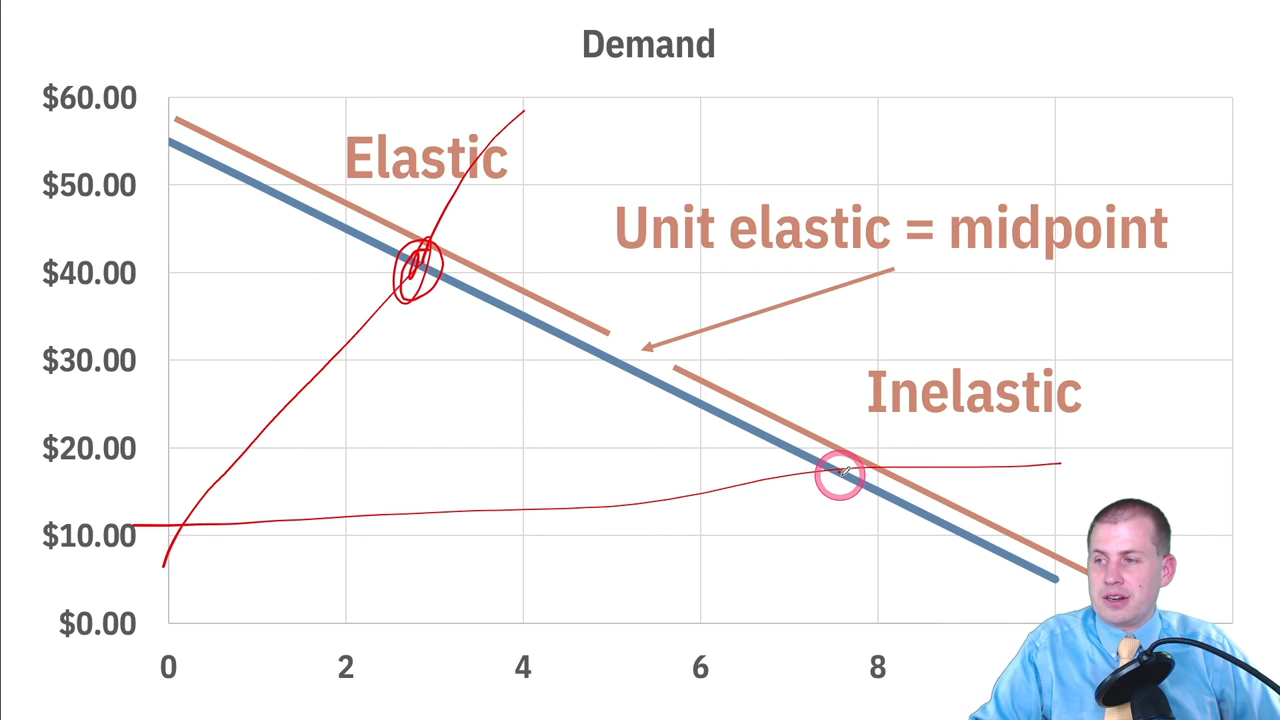 Demand
$60.00
Elastic
$50.00
Unit elastic = midpoint
$40.00
$30.00
Inelastic
$20.00
$10.00
$0.00
0 2 4 6 8